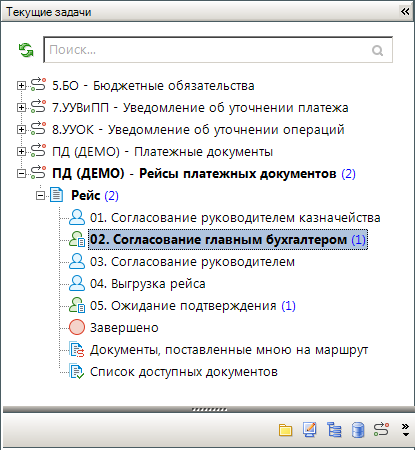 Текущие задачи
Поиск...
5.БО - Бюджетные обязательства
7.УУВиПП - Уведомление об уточнении платежа
8.УУОК - Уведомление об уточнении операций
ПД (ДЕМО) - Платежные документы
ПД (ДЕМО) - Рейсы платежных документов (2)
Рейс (2)
01. Согласование руководителем казначейства
02. Согласование главным бухгалтером (1)
03. Согласование руководителем
04. Выгрузка рейса
05. Ожидание подтверждения (1)
Завершено
Документы, поставленные мною на маршрут
Список доступных документов